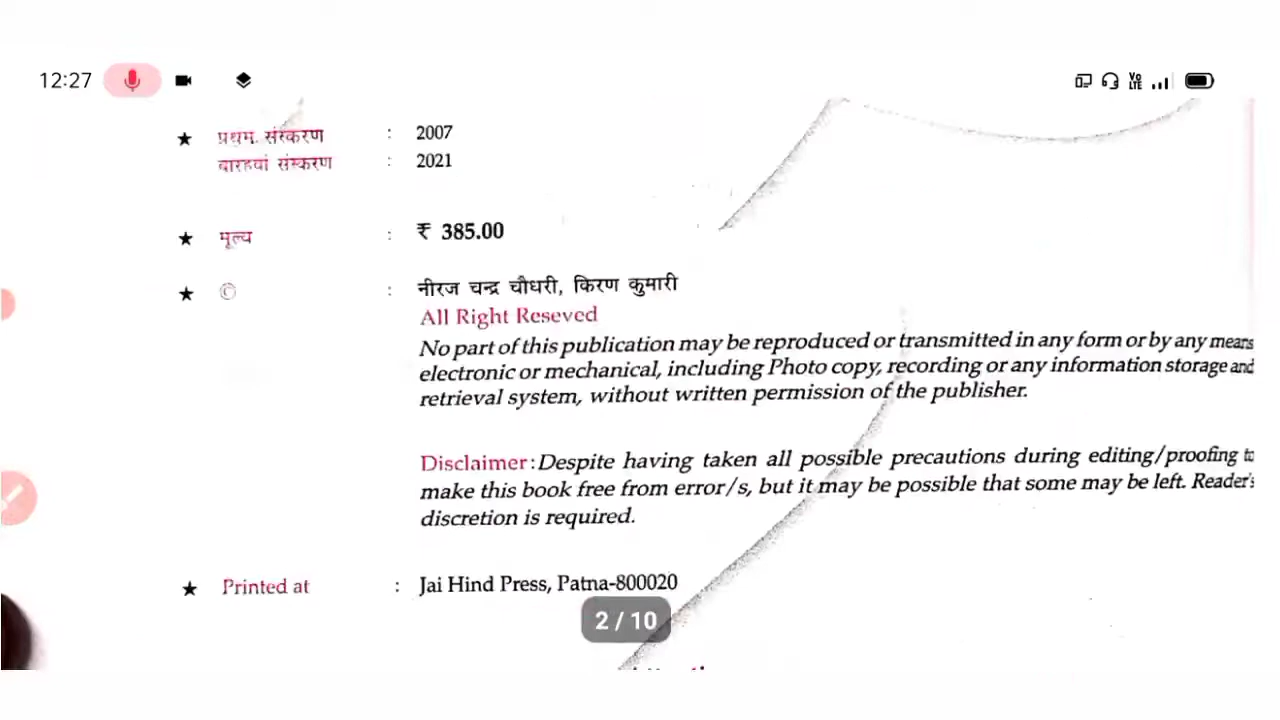 12:27
★ प्रथम संस्करण : 2007
बारहवां संस्करण : 2021
★ मूल्य : ₹ 385.00
★ © : नीरज चन्द्र चौधरी, किरण कुमारी
All Right Reseved
No part of this publication may be reproduced or transmitted in any form or by any means
electronic or mechanical, including Photo copy, recording or any information storage and
retrieval system, without written permission of the publisher.
Disclaimer : Despite having taken all possible precautions during editing/proofing to
make this book free from error/s, but it may be possible that some may be left. Reader's
discretion is required.
★ Printed at : Jai Hind Press, Patna-800020
2 / 10